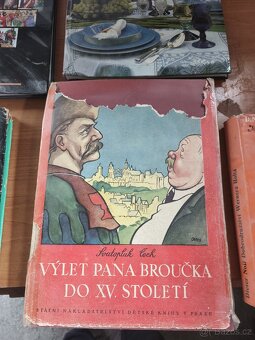 Svatopluk Čech
VÝLET PANA BROUČKA
DO XV. STOLETÍ
STÁTNÍ NAKLADATELSTVÍ DĚTSKÉ KNIHY V PRAZE